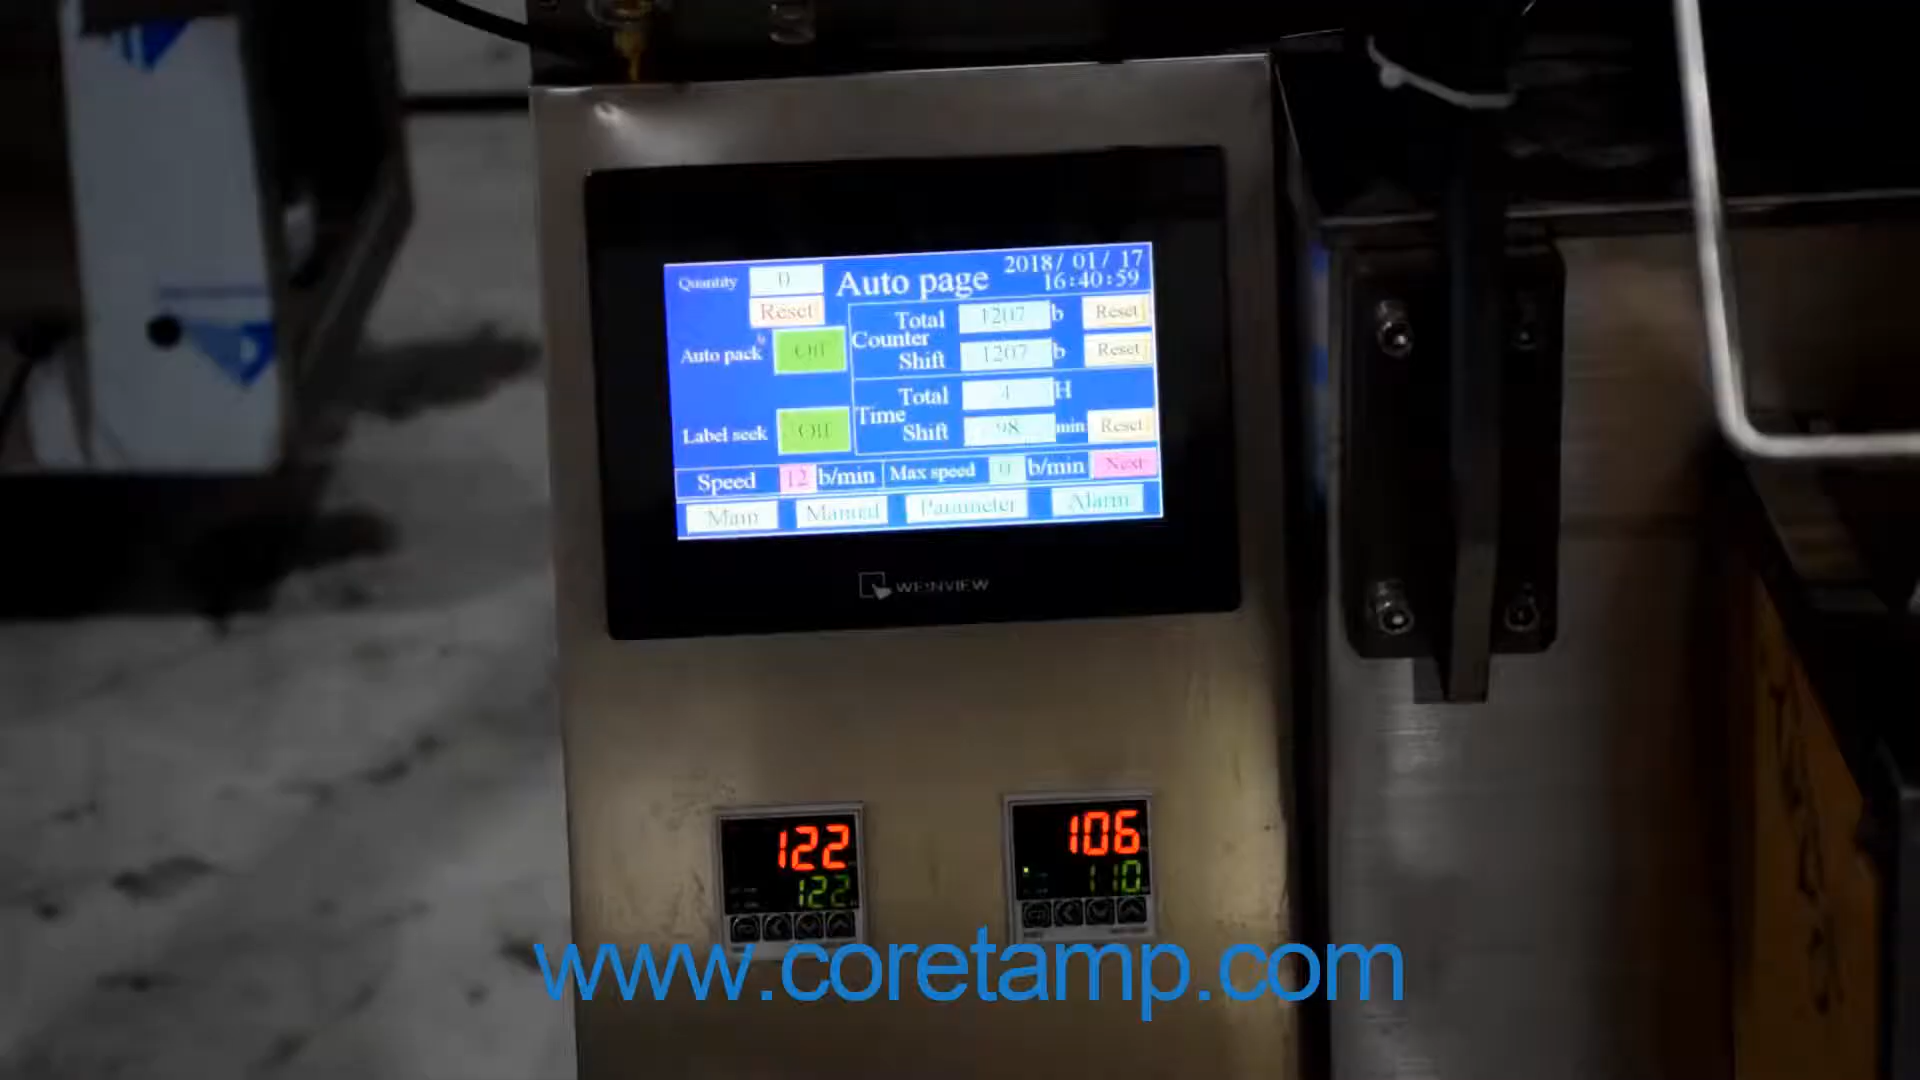 Quantity 0 Auto page 2018/ 01/ 17
16:40:59
Reset
Total 1207 b Reset
Counter
Shift 1207 b Reset
Auto pack Off
Total 4 H
Time
Shift 98 min Reset
Label seek Off
Speed 12 b/min Max speed 0 b/min Next
Main Manual Parameter Alarm
WEINVIEW
122 106
122 110
www.coretamp.com